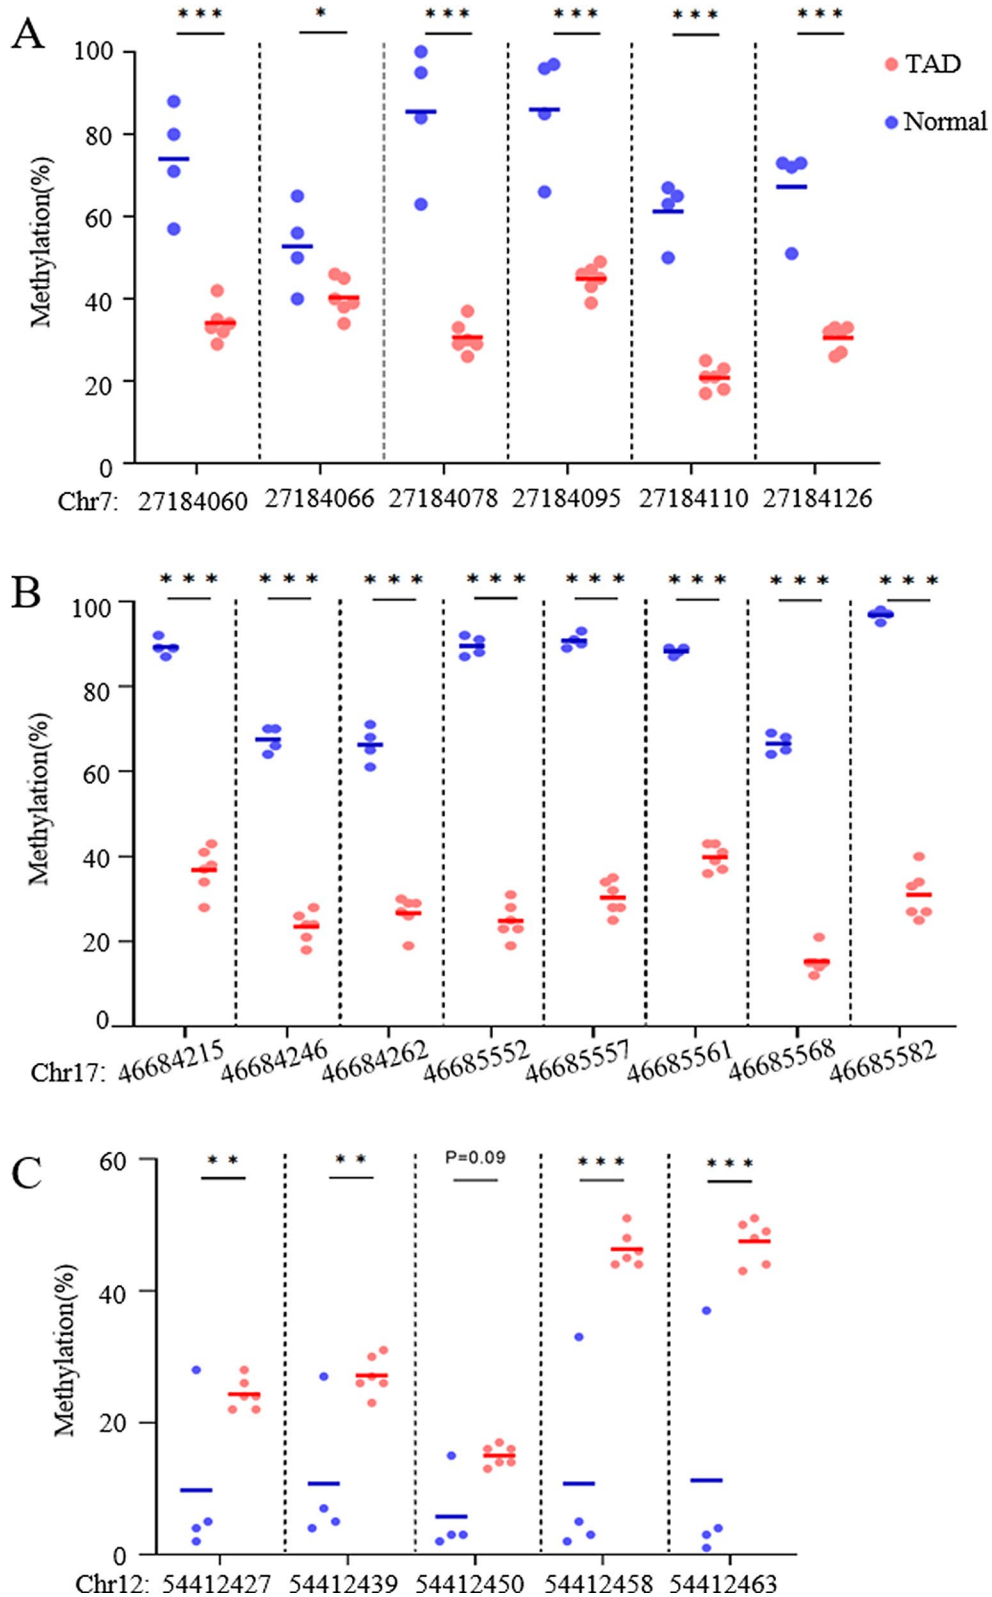 A
*** * *** *** *** ***
100
80
60
40
20
0
Methylation(%)
TAD
Normal
Chr7: 27184060 27184066 27184078 27184095 27184110 27184126
B
*** *** *** *** *** *** *** ***
100
80
60
40
20
0
Methylation(%)
Chr17: 46684215 46684246 46684262 46685552 46685557 46685561 46685568 46685582
C
** ** P=0.09 *** ***
60
40
20
0
Methylation(%)
Chr12: 54412427 54412439 54412450 54412458 54412463